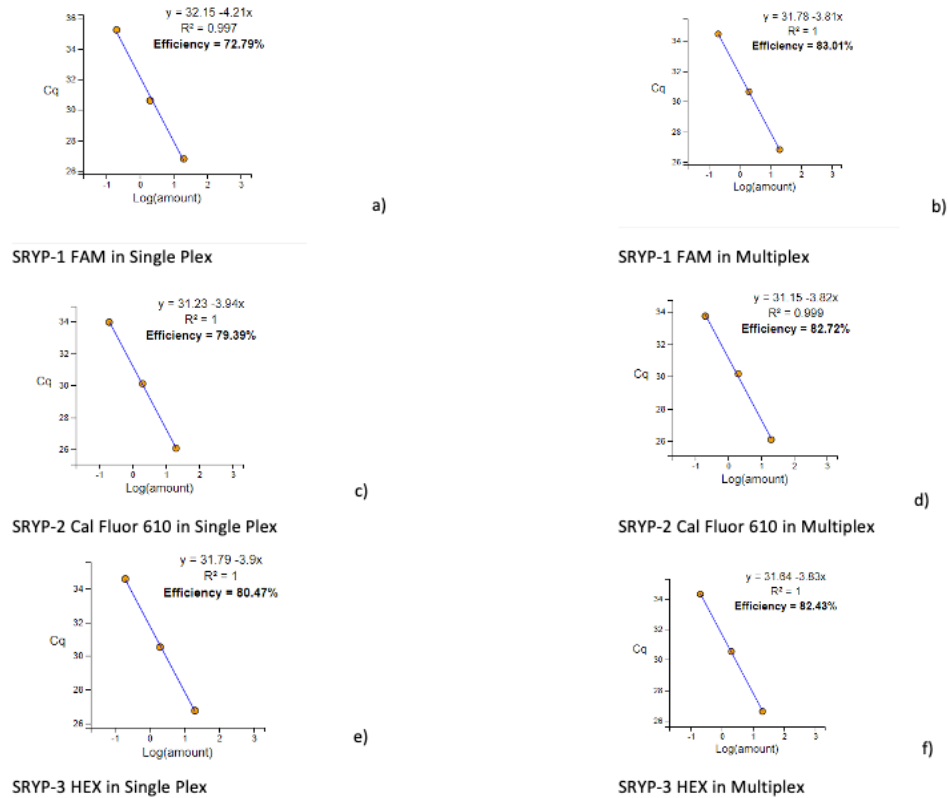 y = 32.15 -4.21x
R² = 0.997
Efficiency = 72.79%
36
34
32
30
28
26
Cq
-1 0 1 2 3
Log(amount)
a)
SRYP-1 FAM in Single Plex
y = 31.78 -3.81x
R² = 1
Efficiency = 83.01%
34
32
30
28
26
Cq
-1 0 1 2 3
Log(amount)
b)
SRYP-1 FAM in Multiplex
y = 31.23 -3.94x
R² = 1
Efficiency = 79.39%
34
32
30
28
26
Cq
-1 0 1 2 3
Log(amount)
c)
SRYP-2 Cal Fluor 610 in Single Plex
y = 31.15 -3.82x
R² = 0.999
Efficiency = 82.72%
34
32
30
28
26
Cq
-1 0 1 2 3
Log(amount)
d)
SRYP-2 Cal Fluor 610 in Multiplex
y = 31.79 -3.9x
R² = 1
Efficiency = 80.47%
34
32
30
28
26
Cq
-1 0 1 2 3
Log(amount)
e)
SRYP-3 HEX in Single Plex
y = 31.64 -3.83x
R² = 1
Efficiency = 82.43%
34
32
30
28
26
Cq
-1 0 1 2 3
Log(amount)
f)
SRYP-3 HEX in Multiplex